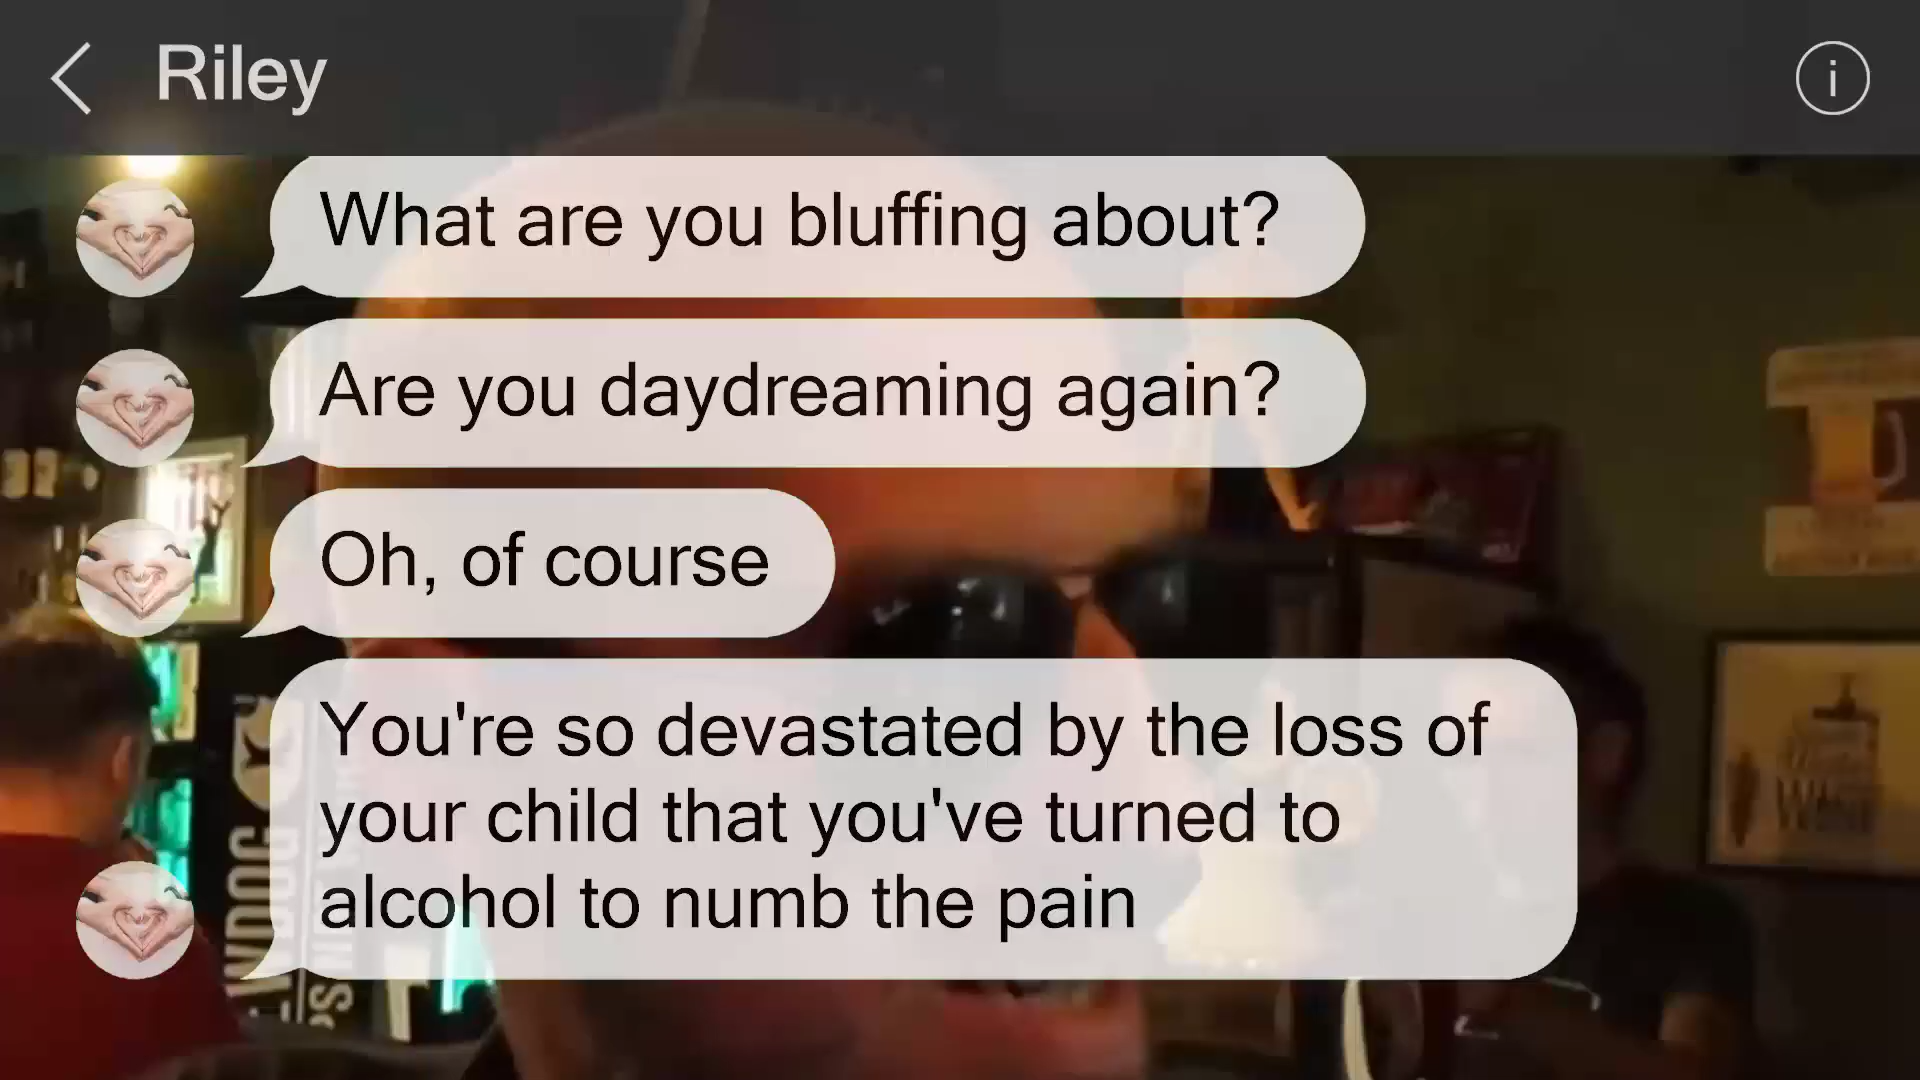 Riley
What are you bluffing about?
Are you daydreaming again?
Oh, of course
You're so devastated by the loss of
your child that you've turned to
alcohol to numb the pain